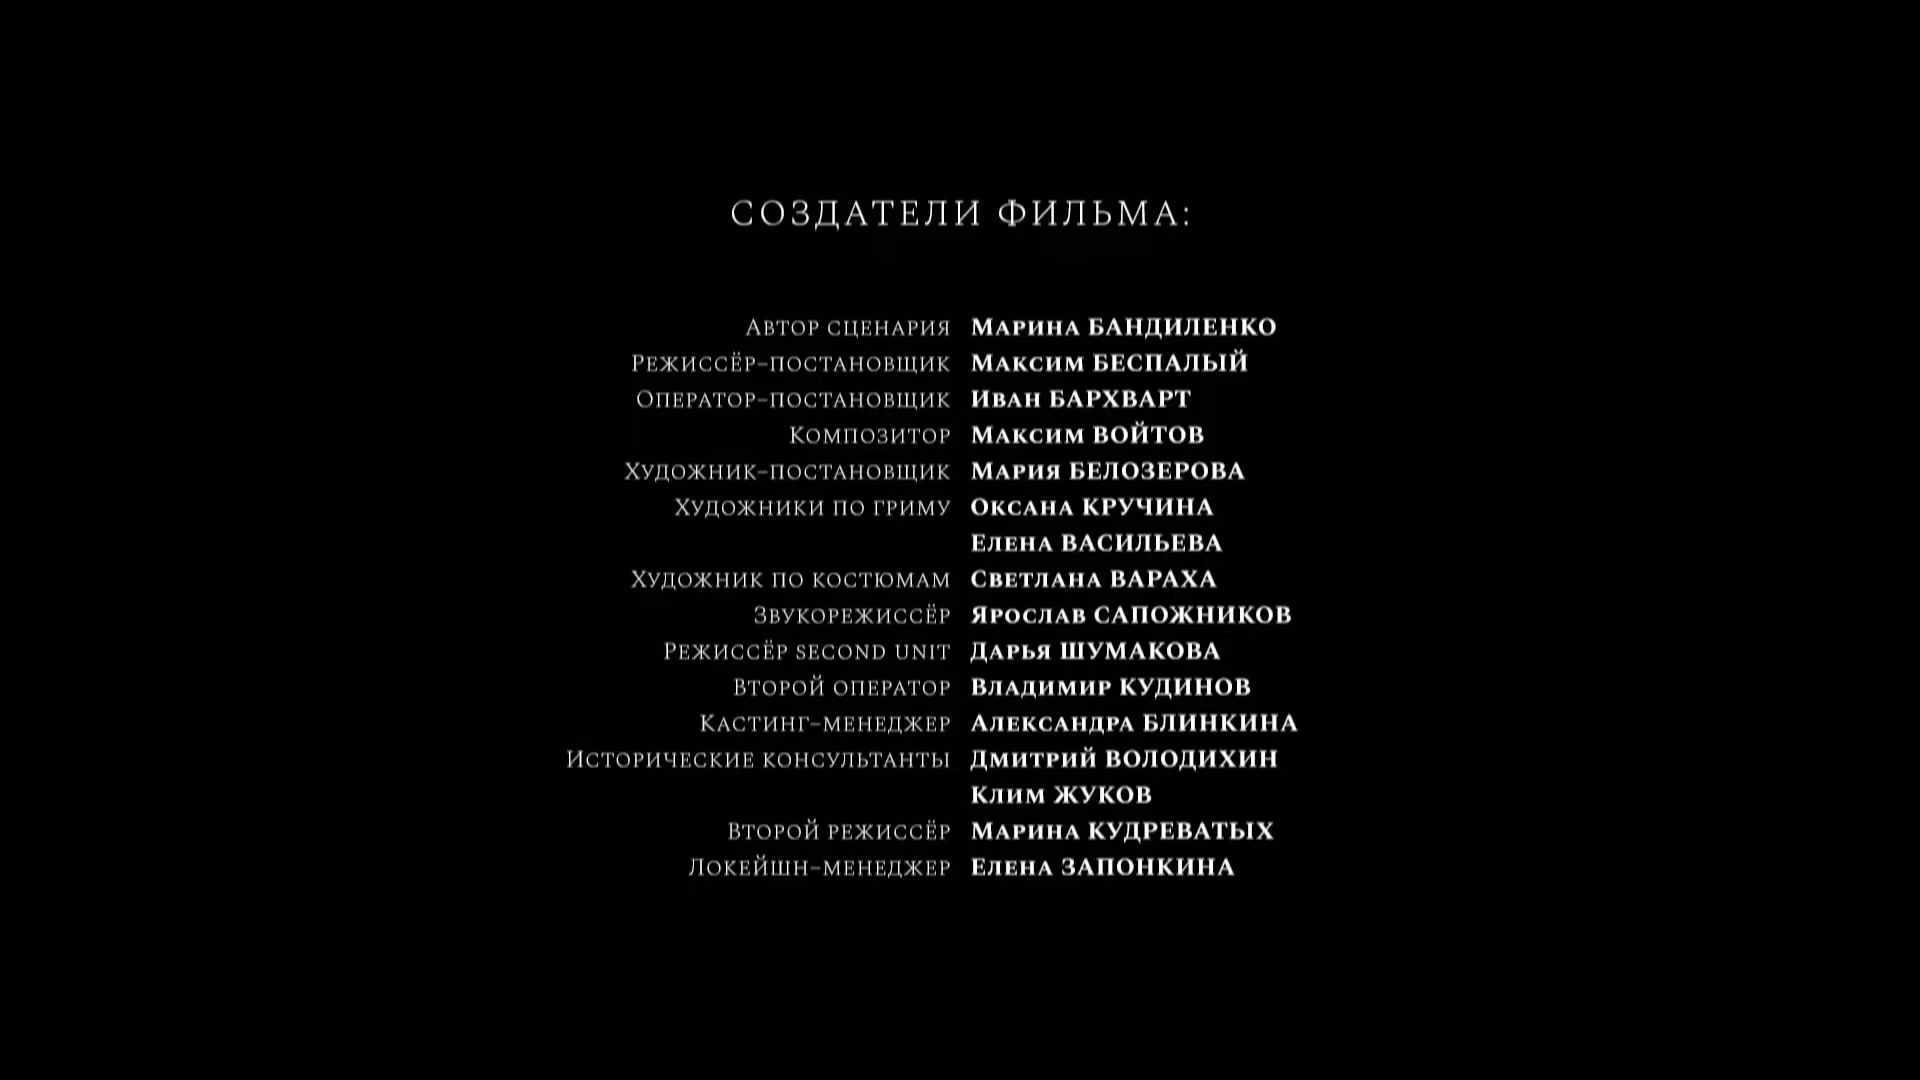 СОЗДАТЕЛИ ФИЛЬМА:
Автор сценария Марина БАНДИЛЕНКО
Режиссёр-постановщик Максим БЕСПАЛЫЙ
Оператор-постановщик Иван БАРХВАРТ
Композитор Максим ВОЙТОВ
Художник-постановщик Мария БЕЛОЗЕРОВА
Художники по гриму Оксана КРУЧИНА
Елена ВАСИЛЬЕВА
Художник по костюмам Светлана ВАРАХА
Звукорежиссёр Ярослав САПОЖНИКОВ
Режиссёр second unit Дарья ШУМАКОВА
Второй оператор Владимир КУДИНОВ
Кастинг-менеджер Александра БЛИНКИНА
Исторические консультанты Дмитрий ВОЛОДИХИН
Клим ЖУКОВ
Второй режиссёр Марина КУДРЕВАТЫХ
Локейшн-менеджер Елена ЗАПОНКИНА